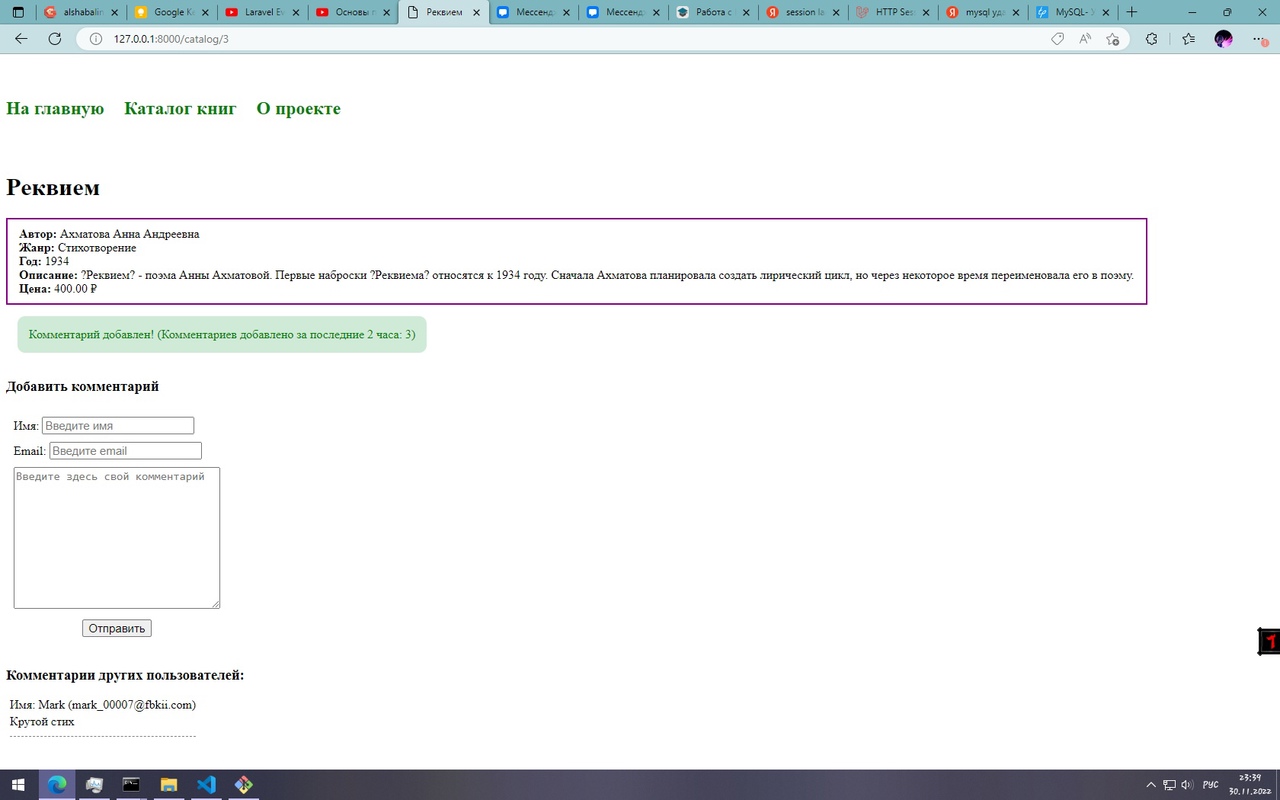 alshabalin
Google Ke
Laravel Ev
Основы п
Реквием
Мессенд
Мессенд
Работа с
session la
HTTP Ses
mysql уда
MySQL- У
127.0.0.1:8000/catalog/3
На главную Каталог книг О проекте
Реквием
Автор: Ахматова Анна Андреевна
Жанр: Стихотворение
Год: 1934
Описание: ?Реквием? - поэма Анны Ахматовой. Первые наброски ?Реквиема? относятся к 1934 году. Сначала Ахматова планировала создать лирический цикл, но через некоторое время переименовала его в поэму.
Цена: 400.00 ₽
Комментарий добавлен! (Комментариев добавлено за последние 2 часа: 3)
Добавить комментарий
Имя: Введите имя
Email: Введите email
Введите здесь свой комментарий
Отправить
1
Комментарии других пользователей:
Имя: Mark (mark_00007@fbkii.com)
Крутой стих
РУС
23:39
30.11.2022